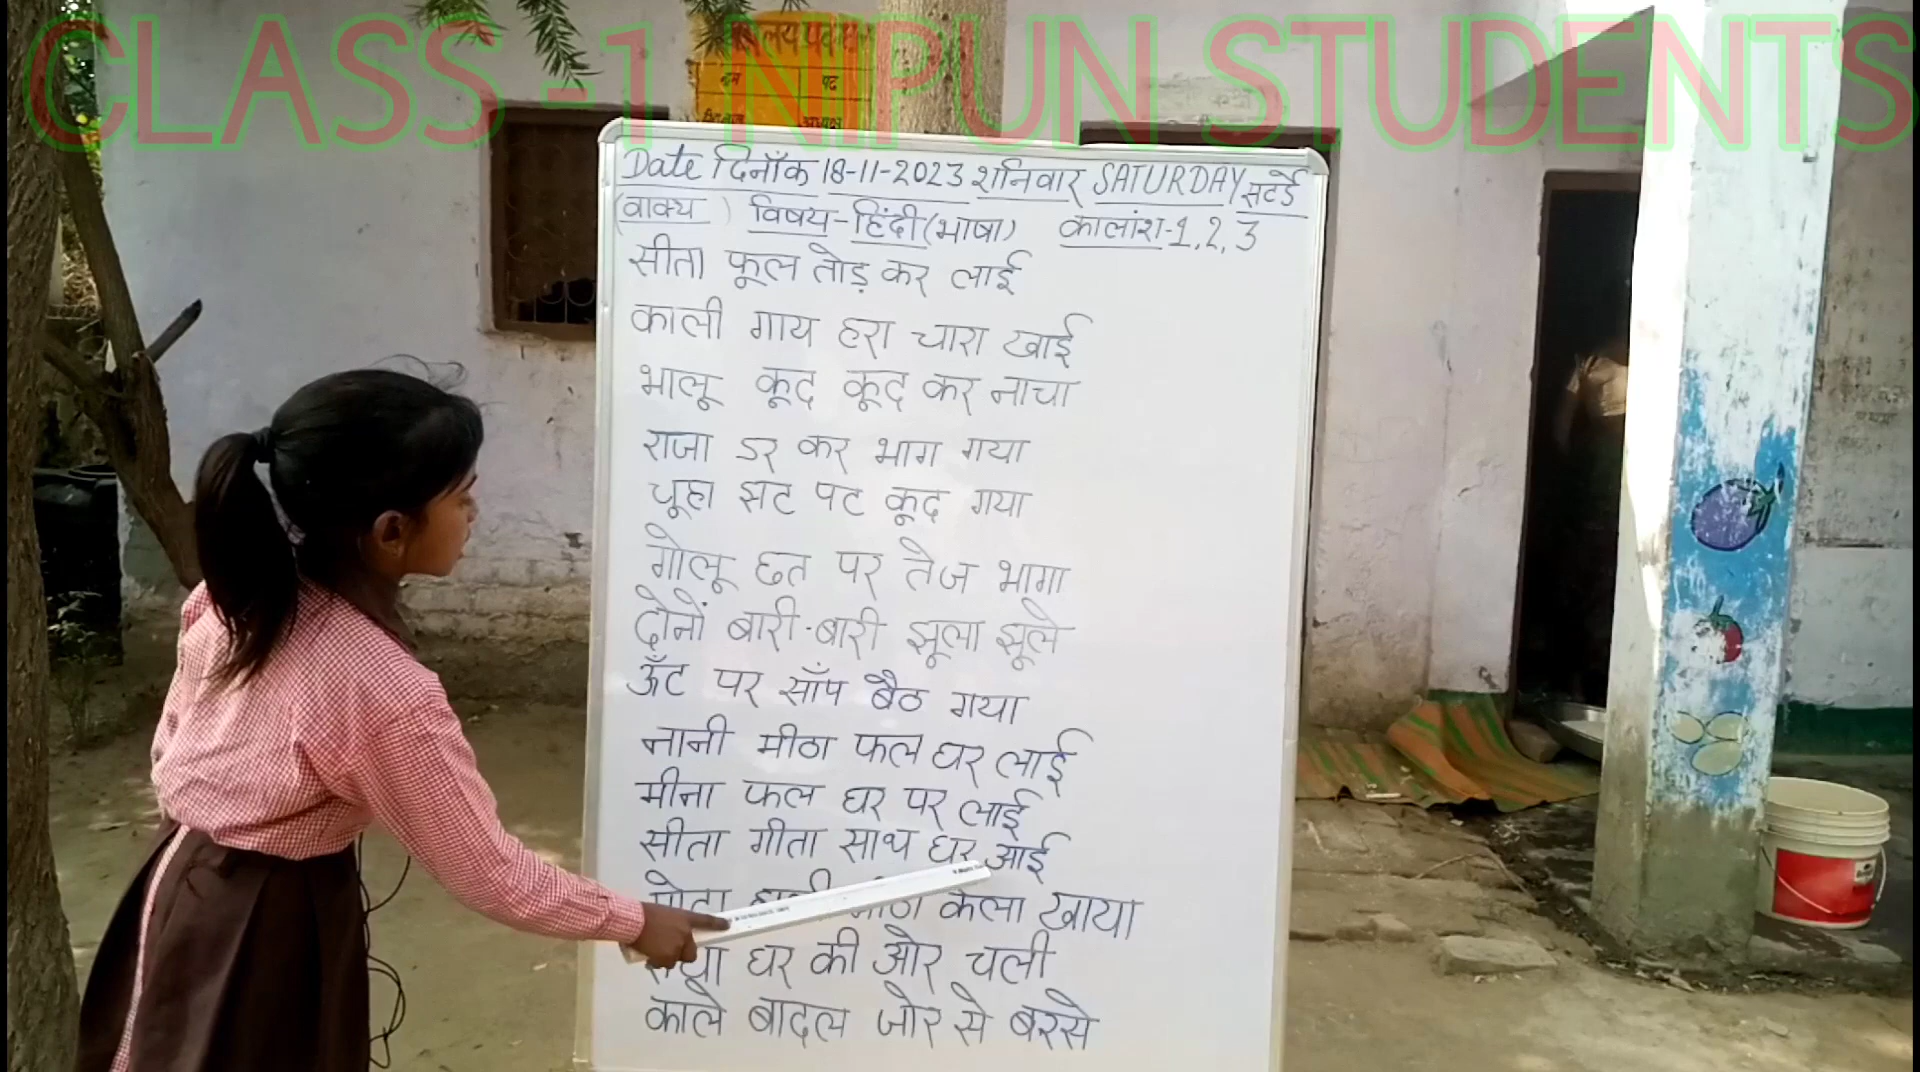 CLASS -1 NIPUN STUDENTS
नाम पद
Date दिनाँक 18-11-2023 शनिवार SATURDAY सटर्डे
(वाक्य ) विषय-हिंदी (भाषा) कालांश-1,2,3
सीता फूल तोड़ कर लाई
काली गाय हरा चारा खाई
भालू कूद कूद कर नाचा
राजा डर कर भाग गया
चूहा झट पट कूद गया
गोलू छत पर तेज भागा
दोनों बारी-बारी झूला झूले
ऊँट पर साँप बैठ गया
नानी मीठा फल घर लाई
मीना फल घर पर लाई
सीता गीता साथ घर आई
केला खाया
घर की ओर चली
काले बादल जोर से बरसे